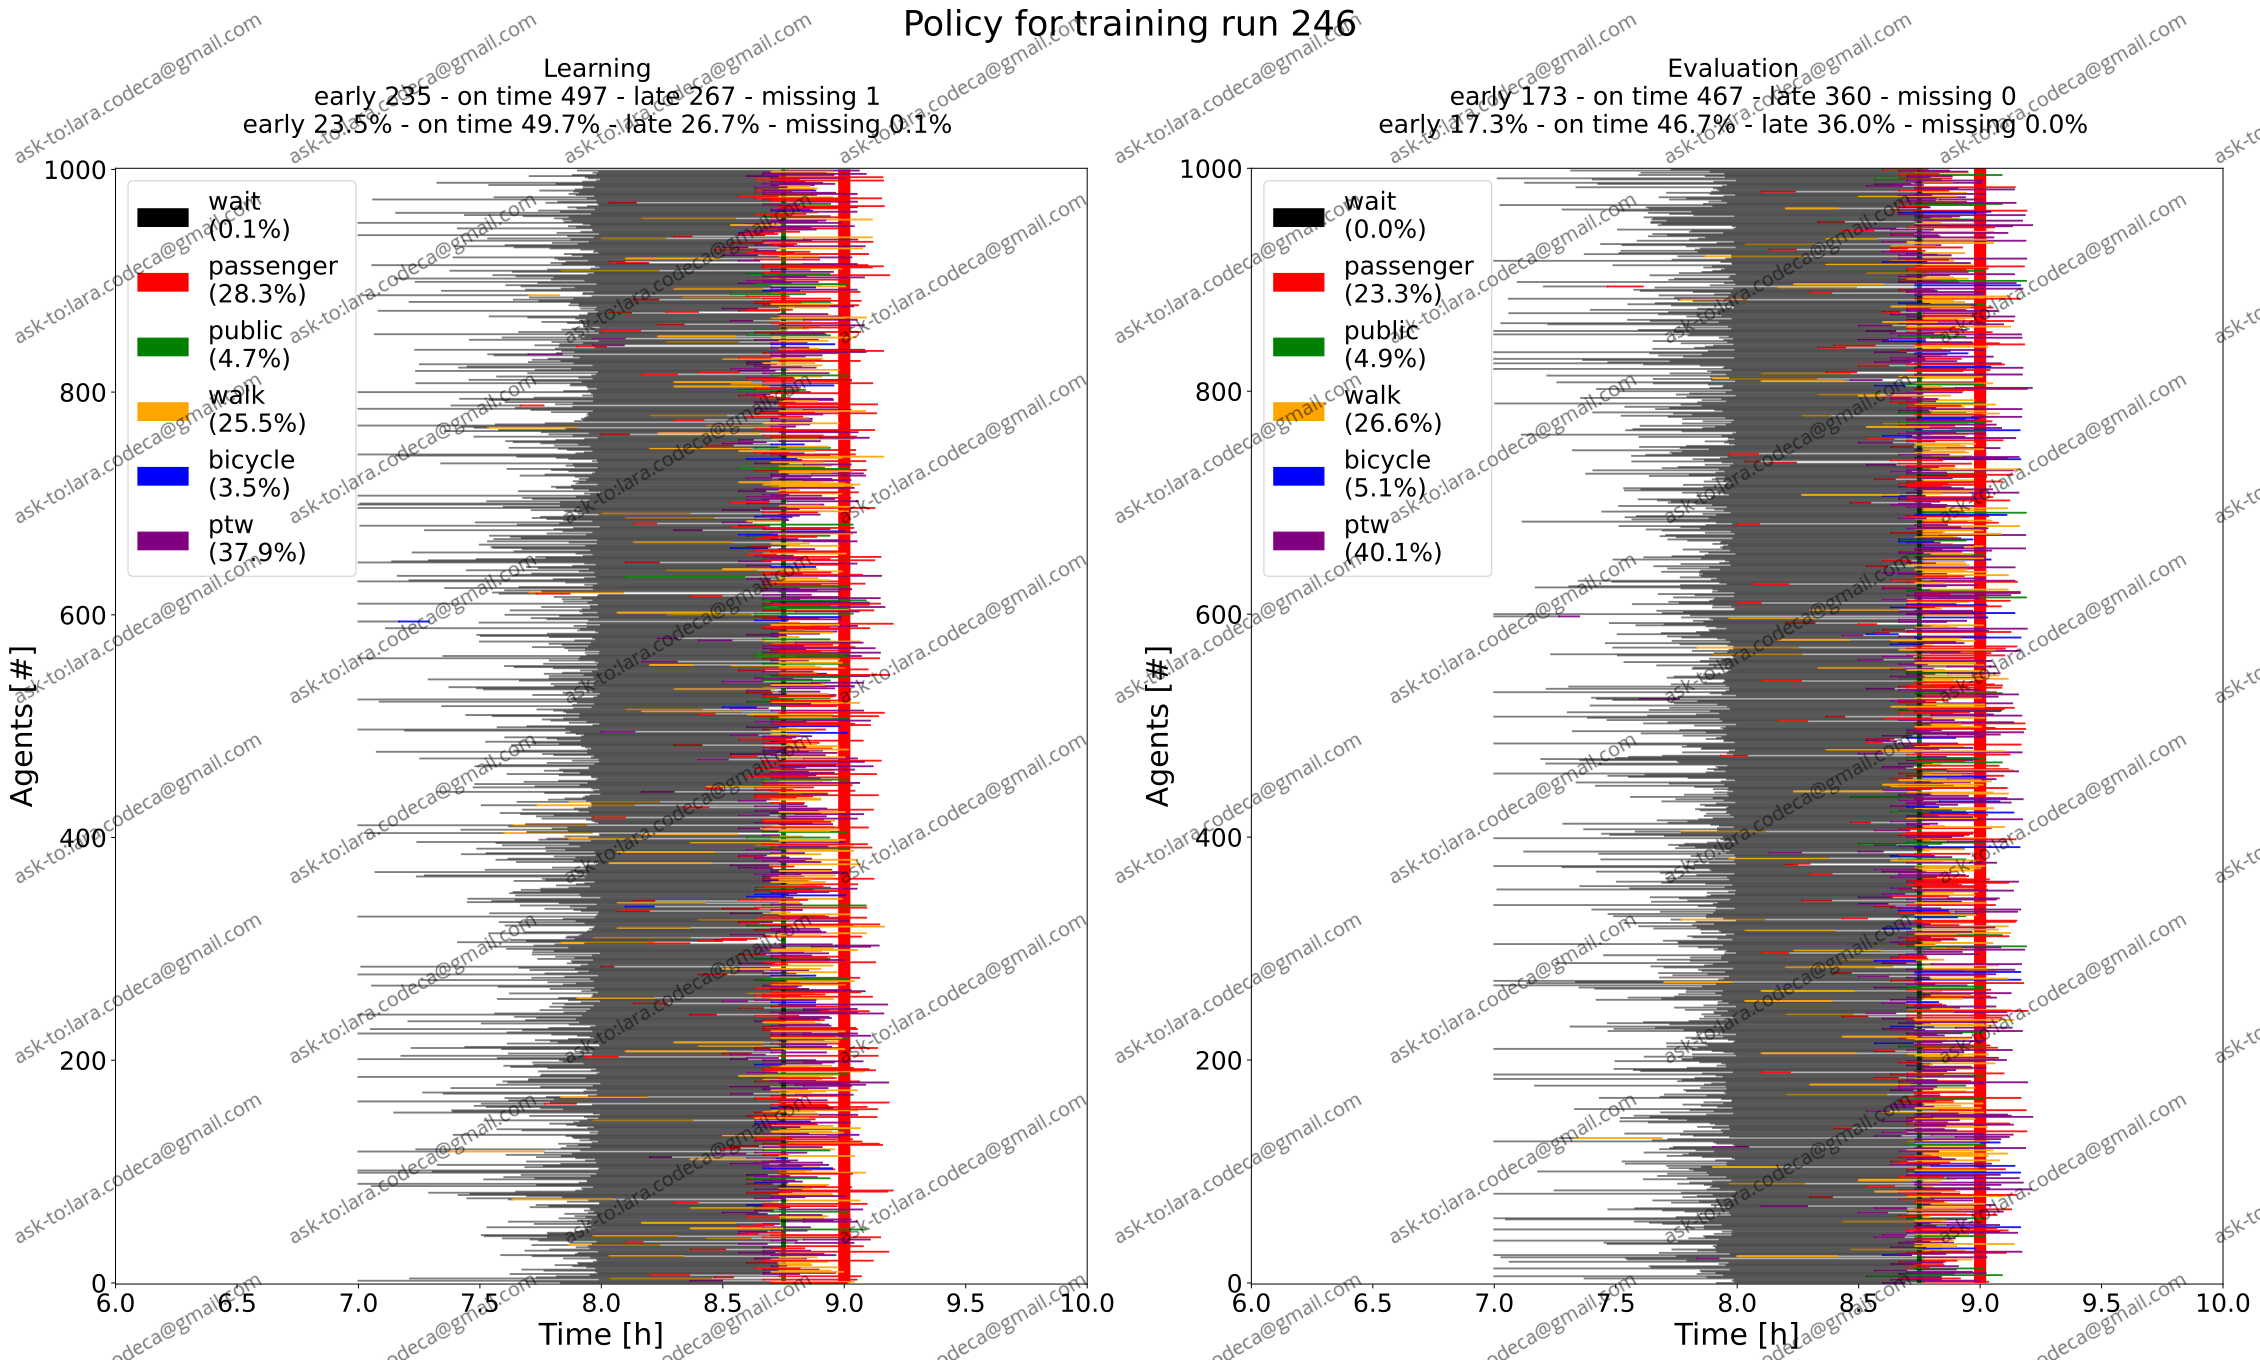 Policy for training run 246
Learning
early 235 - on time 497 - late 267 - missing 1
early 23.5% - on time 49.7% - late 26.7% - missing 0.1%
1000
800
600
400
200
0
Agents [#]
wait
(0.1%)
passenger
(28.3%)
public
(4.7%)
walk
(25.5%)
bicycle
(3.5%)
ptw
(37.9%)
6.0 6.5 7.0 7.5 8.0 8.5 9.0 9.5 10.0
Time [h]
Evaluation
early 173 - on time 467 - late 360 - missing 0
early 17.3% - on time 46.7% - late 36.0% - missing 0.0%
1000
800
600
400
200
0
Agents [#]
wait
(0.0%)
passenger
(23.3%)
public
(4.9%)
walk
(26.6%)
bicycle
(5.1%)
ptw
(40.1%)
6.0 6.5 7.0 7.5 8.0 8.5 9.0 9.5 10.0
Time [h]
ask-to:lara.codeca@gmail.com